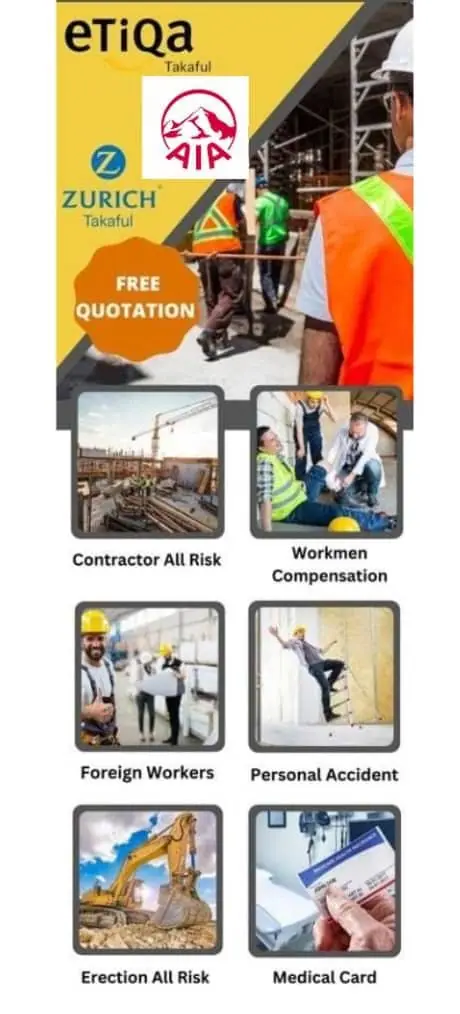 eTiQa
Takaful
AIA
Z
ZURICH
Takaful
FREE
QUOTATION
Contractor All Risk
Workmen
Compensation
Foreign Workers
Personal Accident
Erection All Risk
Medical Card